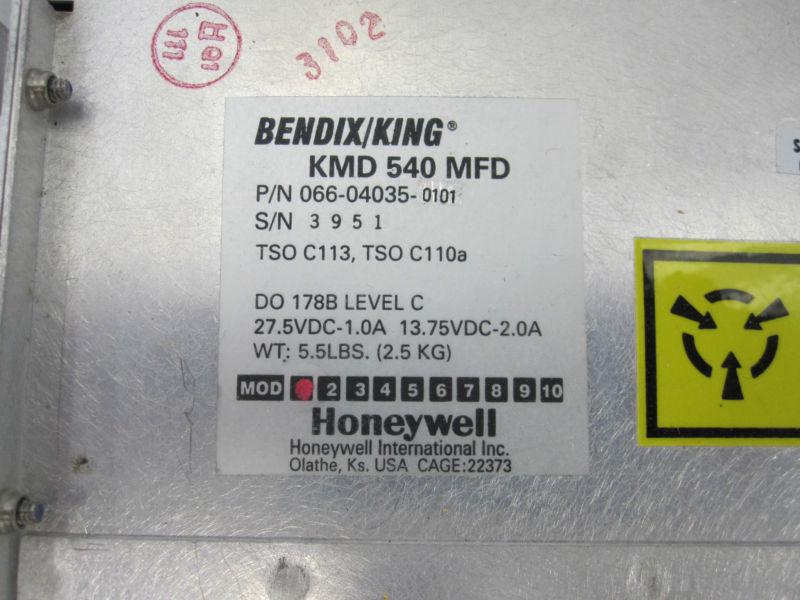 3102
BENDIX/KING®
KMD 540 MFD
P/N 066-04035-0101
S/N 3951
TSO C113, TSO C110a
DO 178B LEVEL C
27.5VDC-1.0A 13.75VDC-2.0A
WT: 5.5LBS. (2.5 KG)
MOD 2 3 4 5 6 7 8 9 10
Honeywell
Honeywell International Inc.
Olathe, Ks. USA CAGE:22373